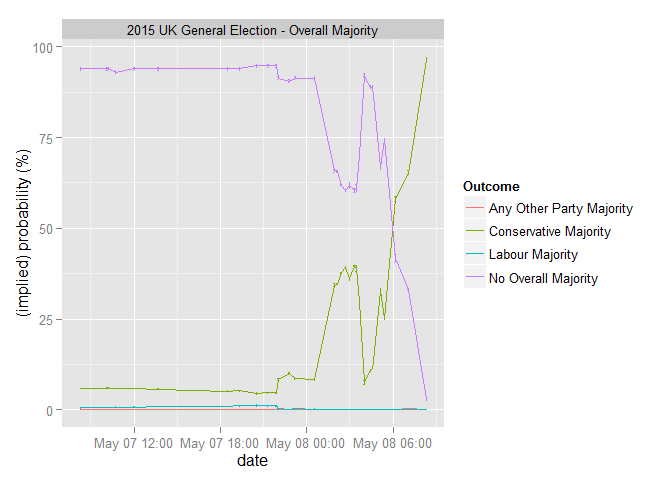 2015 UK General Election - Overall Majority
100
75
50
25
0
(implied) probability (%)
May 07 12:00 May 07 18:00 May 08 00:00 May 08 06:00
date
Outcome
Any Other Party Majority
Conservative Majority
Labour Majority
No Overall Majority